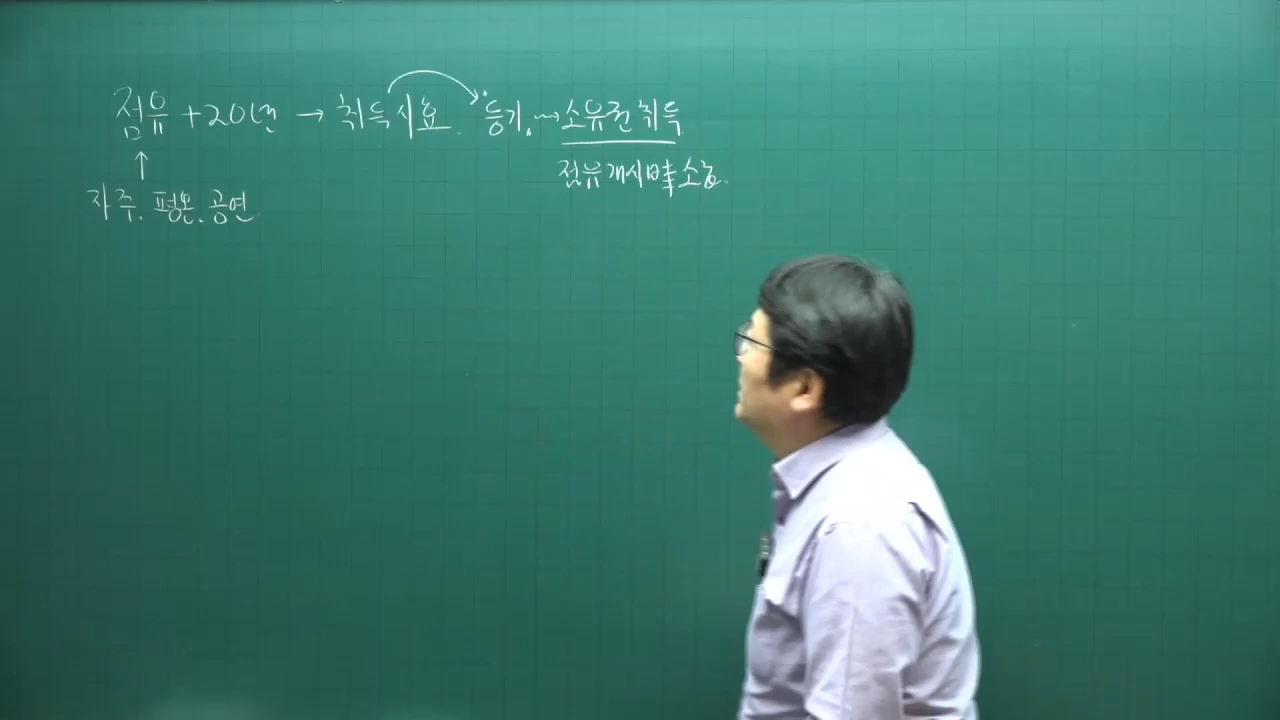 점유 + 20년 → 취득시효. 등기. → 소유권 취득
점유개시時 소급.
↑
자주. 평온. 공연.